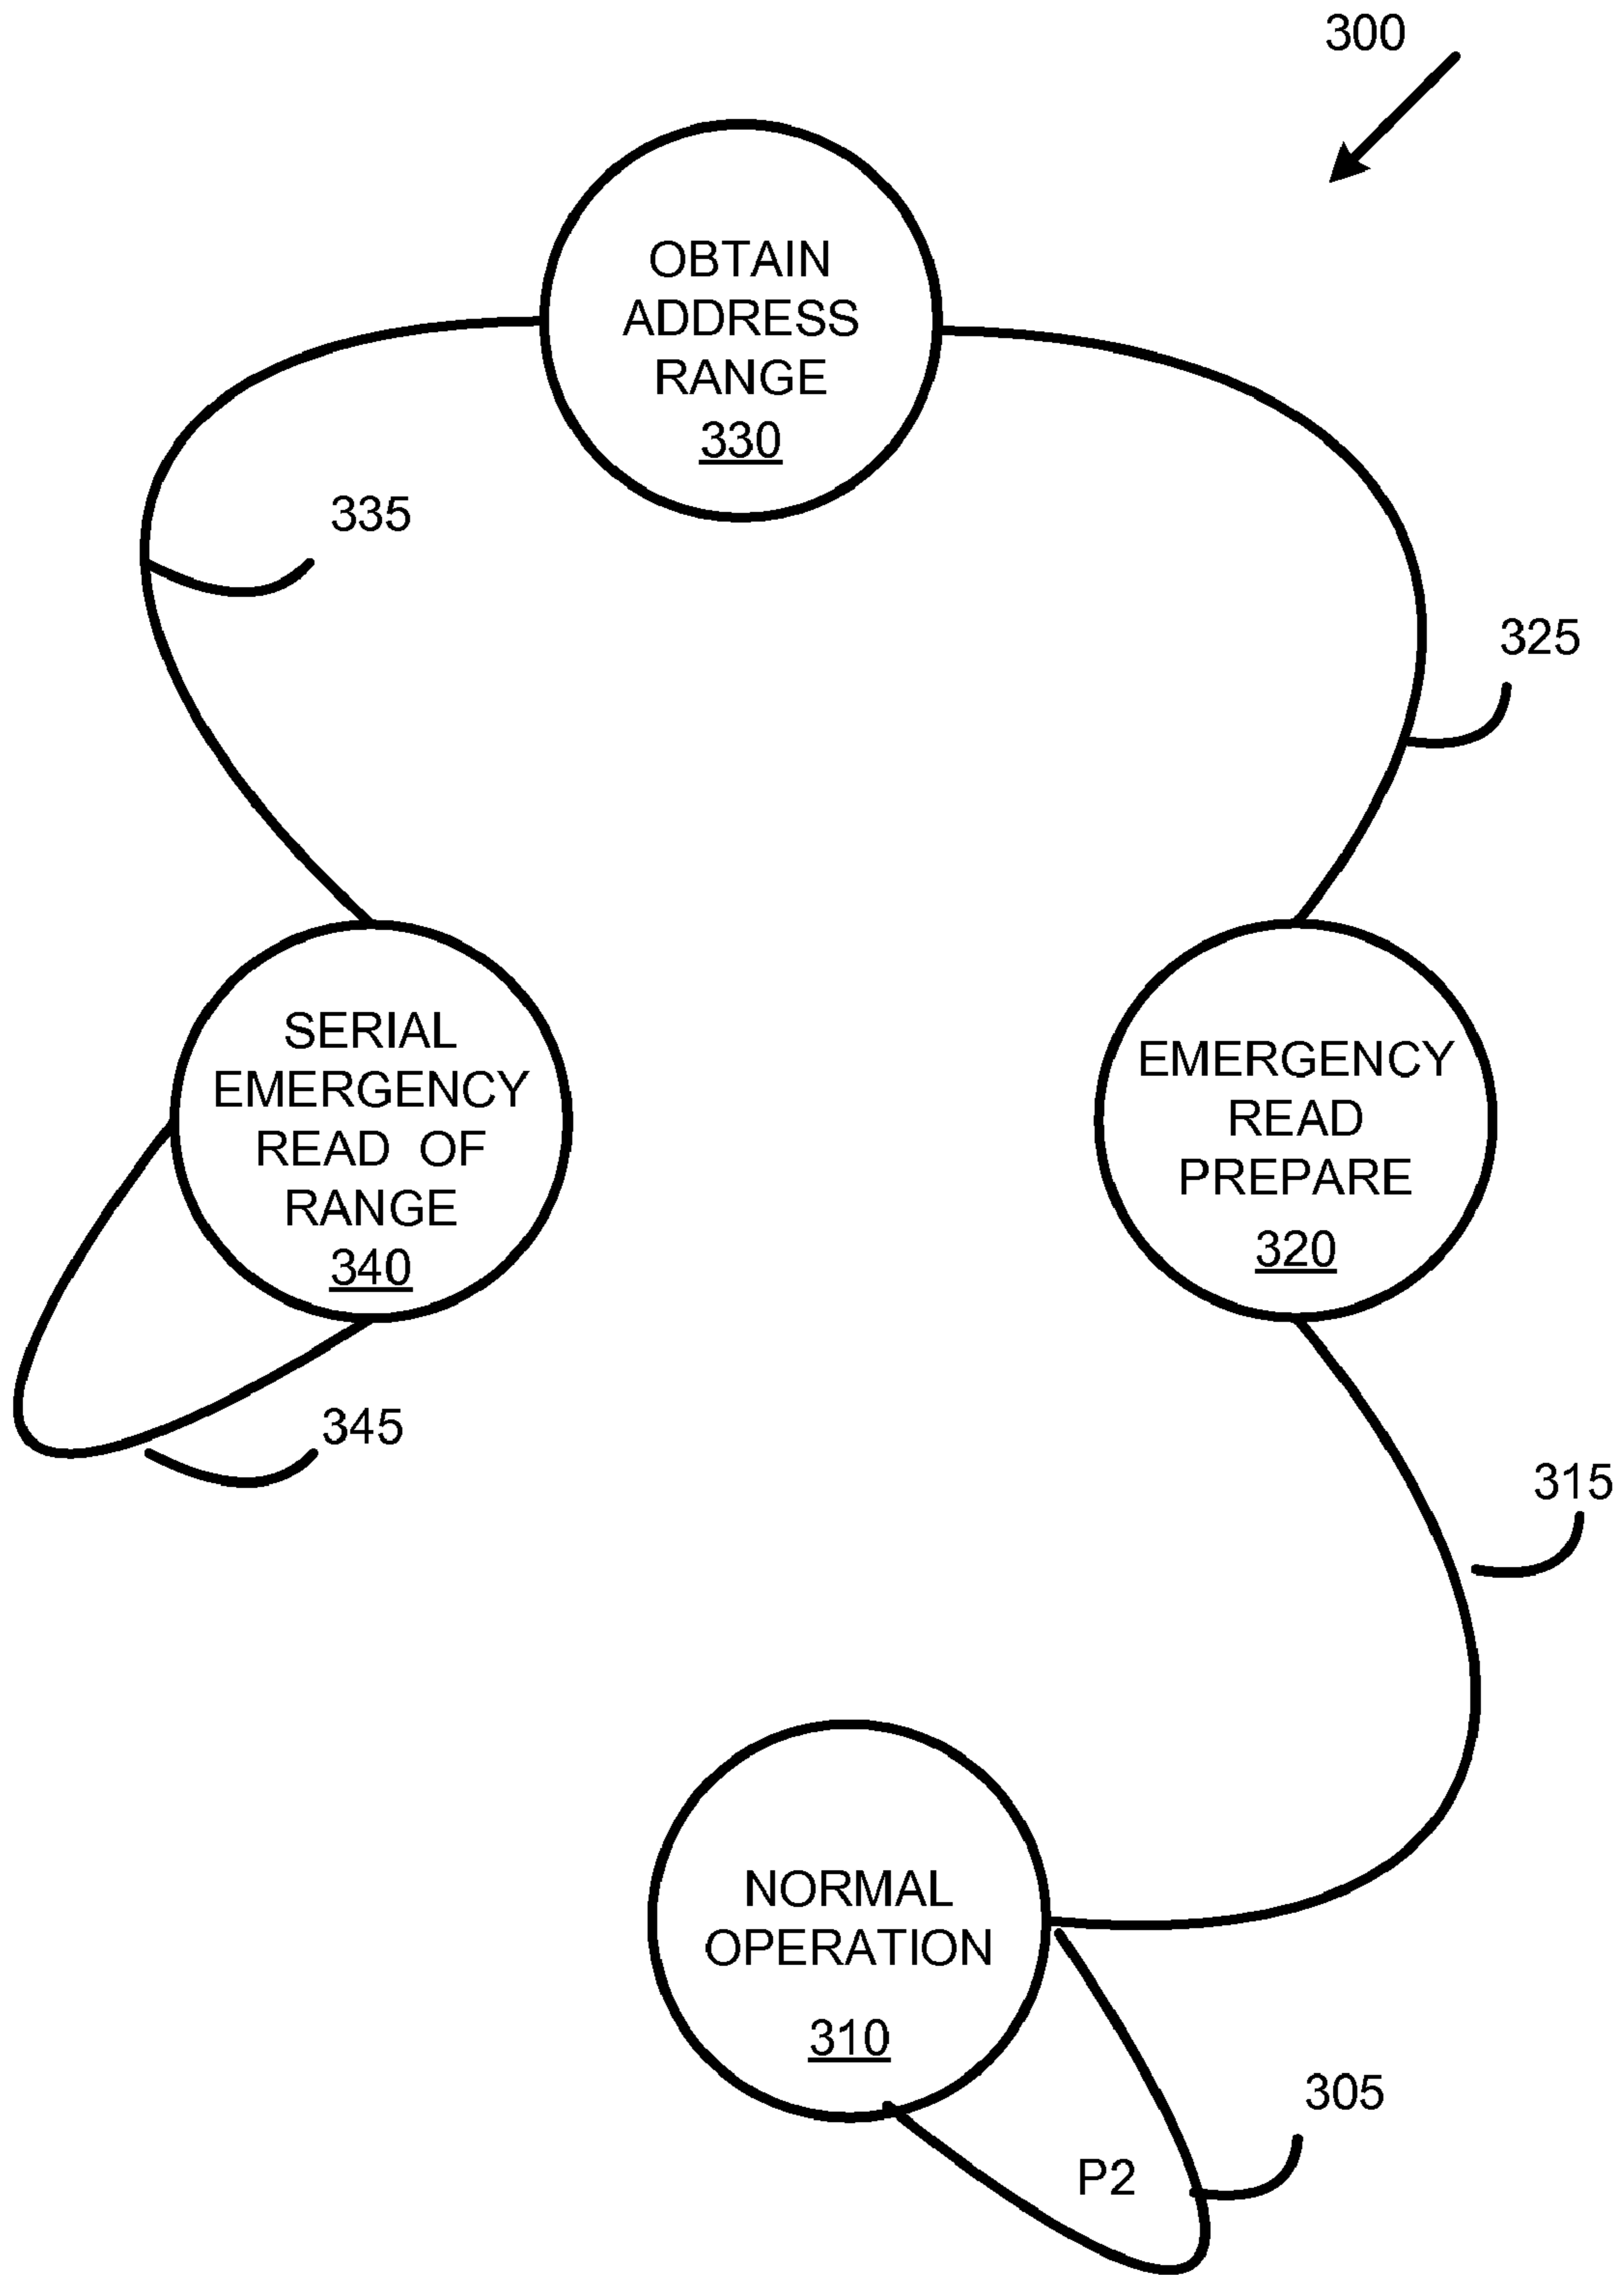 300
OBTAIN
ADDRESS
RANGE
330
335
325
SERIAL
EMERGENCY
READ OF
RANGE
340
EMERGENCY
READ
PREPARE
320
345
315
NORMAL
OPERATION
310
305
P2